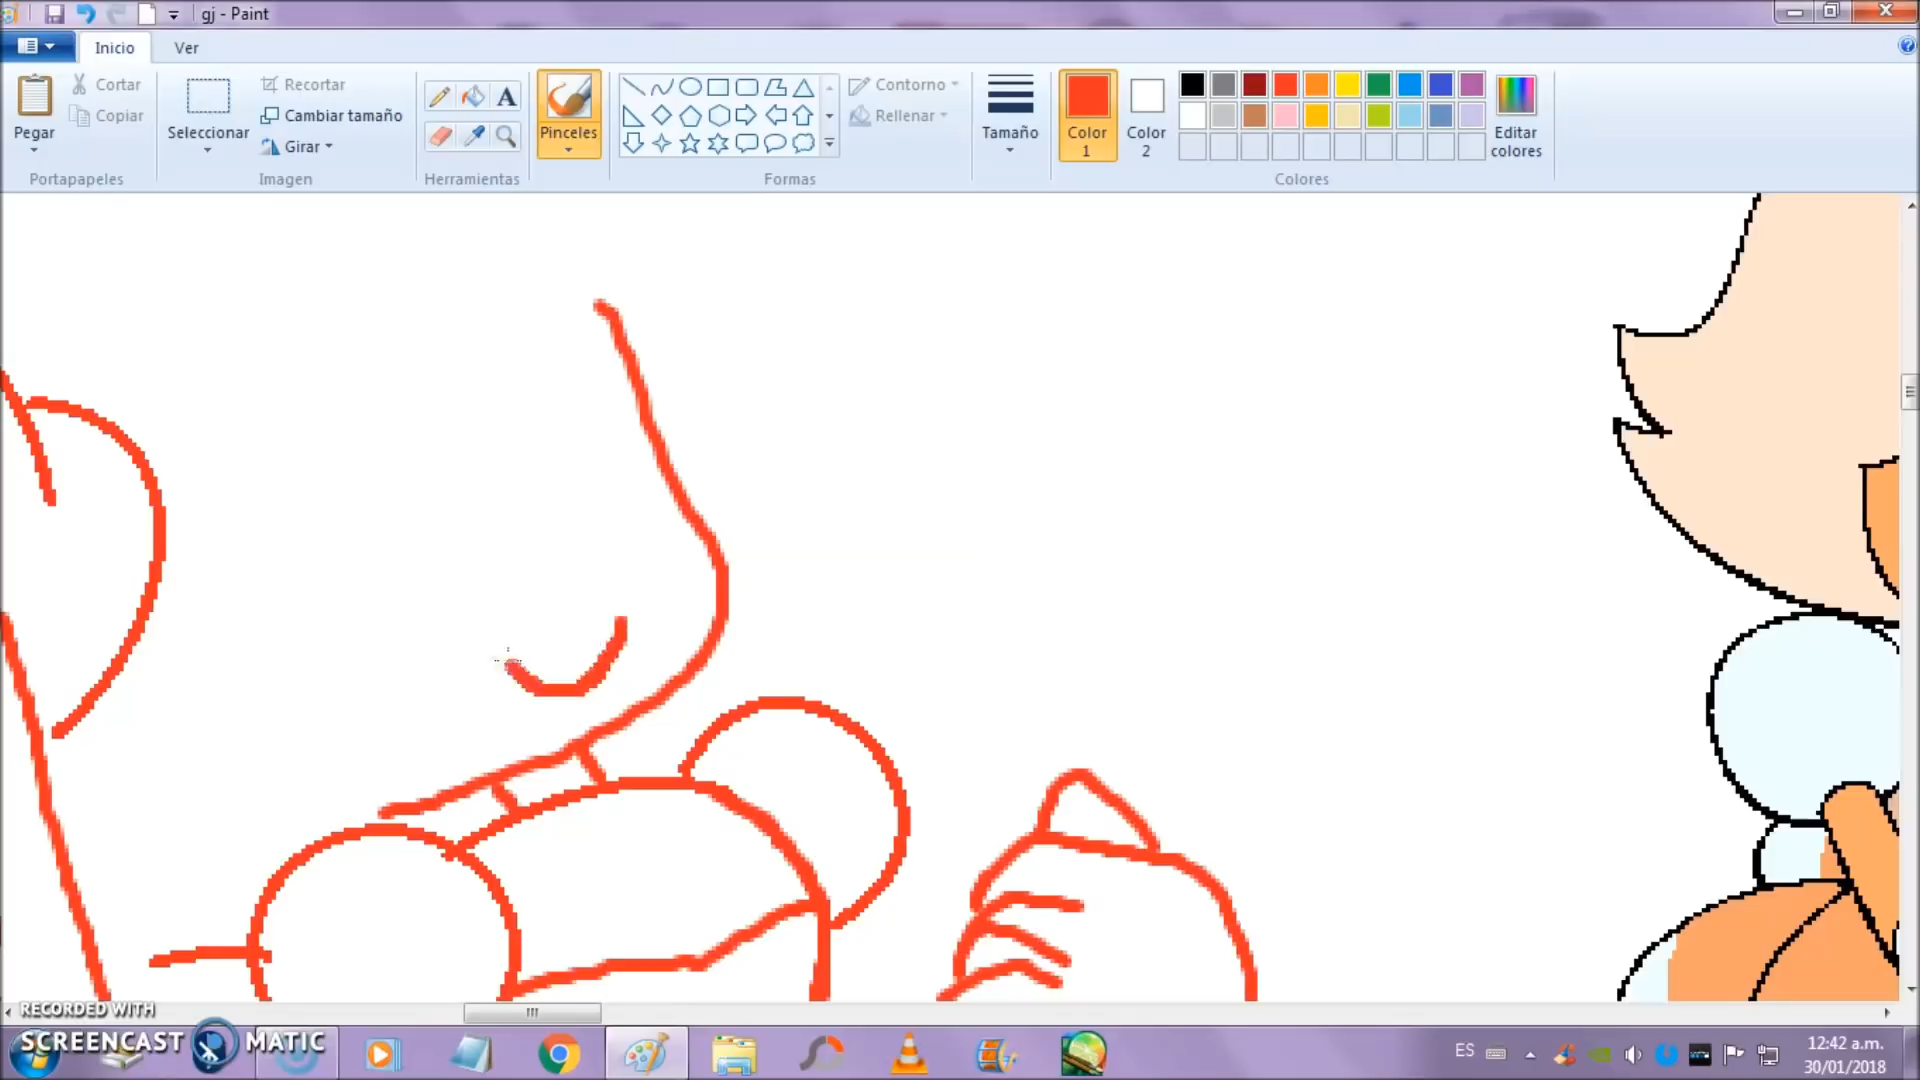 gj - Paint
Inicio
Ver
Pegar
Cortar
Copiar
Portapapeles
Seleccionar
Recortar
Cambiar tamaño
Girar
Imagen
A
Herramientas
Pinceles
Contorno
Rellenar
Formas
Tamaño
Color
1
Color
2
Editar
colores
Colores
RECORDED WITH
SCREENCAST MATIC
ES
12:42 a.m.
30/01/2018